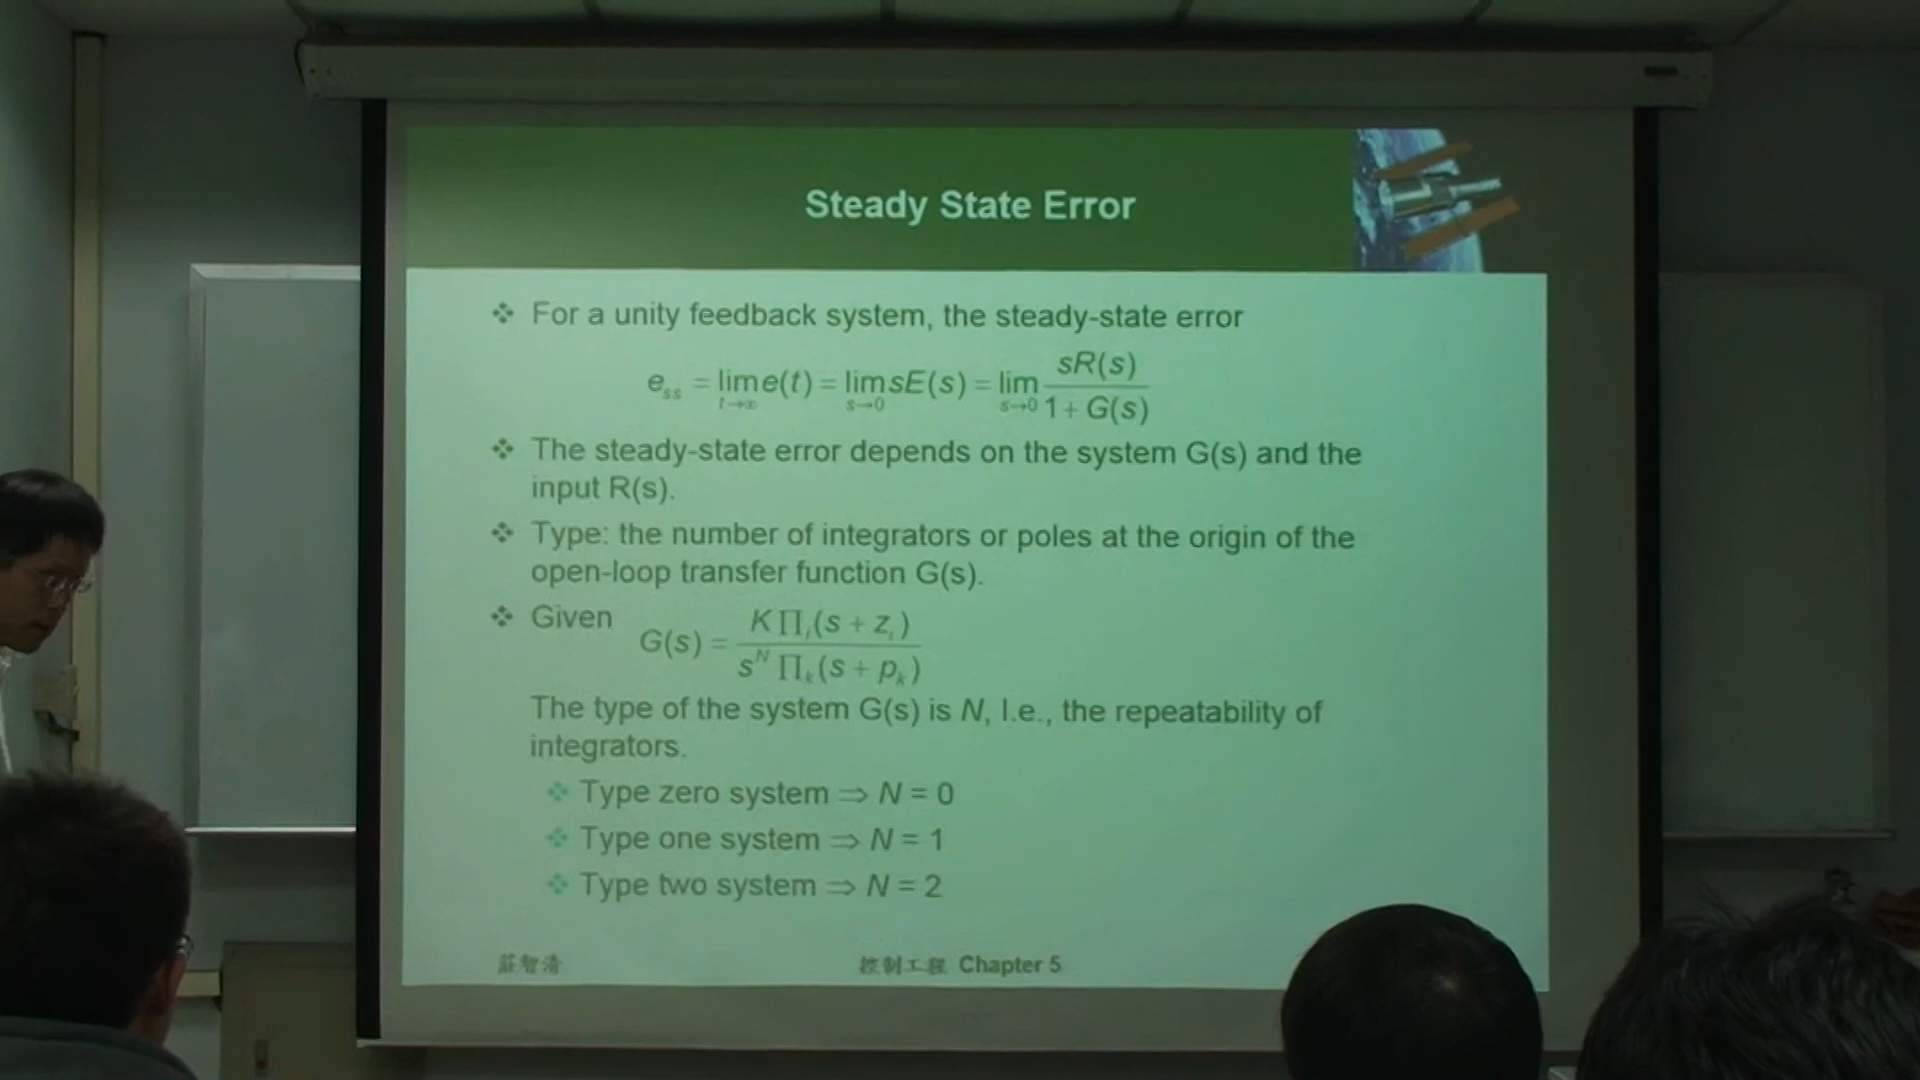 Steady State Error
❖ For a unity feedback system, the steady-state error
e_ss = lim_{t→∞} e(t) = lim_{s→0} sE(s) = lim_{s→0} sR(s) / (1 + G(s))
❖ The steady-state error depends on the system G(s) and the
input R(s).
❖ Type: the number of integrators or poles at the origin of the
open-loop transfer function G(s).
❖ Given G(s) = K∏_i(s + z_i) / (s^N ∏_k(s + p_k))
The type of the system G(s) is N, I.e., the repeatability of
integrators.
❖ Type zero system ⇒ N = 0
❖ Type one system ⇒ N = 1
❖ Type two system ⇒ N = 2
莊智清
控制工程 Chapter 5